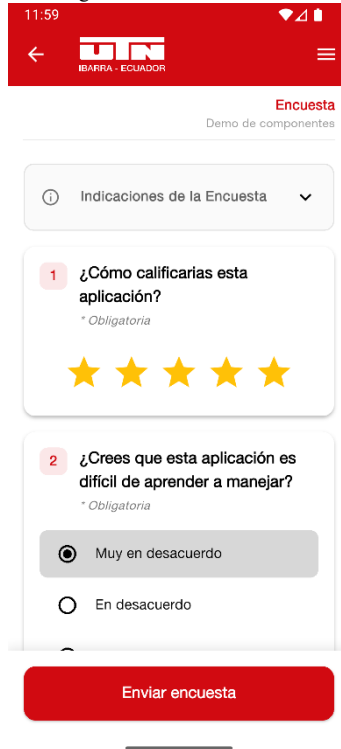 11:59
UTN
IBARRA - ECUADOR
Encuesta
Demo de componentes
Indicaciones de la Encuesta
1 ¿Cómo calificarias esta
aplicación?
* Obligatoria
2 ¿Crees que esta aplicación es
difícil de aprender a manejar?
* Obligatoria
Muy en desacuerdo
En desacuerdo
Enviar encuesta